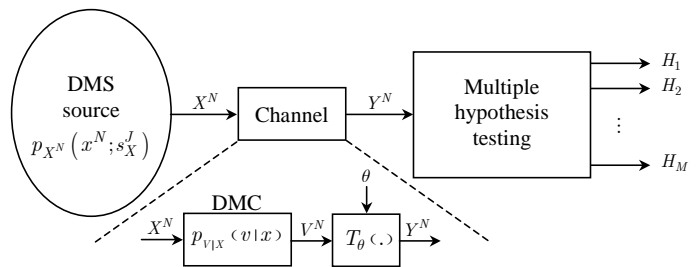 DMS
source
p_{X^N}(x^N; s_X^J)
X^N
Channel
Y^N
Multiple
hypothesis
testing
H_1
H_2
⋮
H_M
θ
DMC
X^N
p_{V|X}(v|x)
V^N
T_θ(.)
Y^N